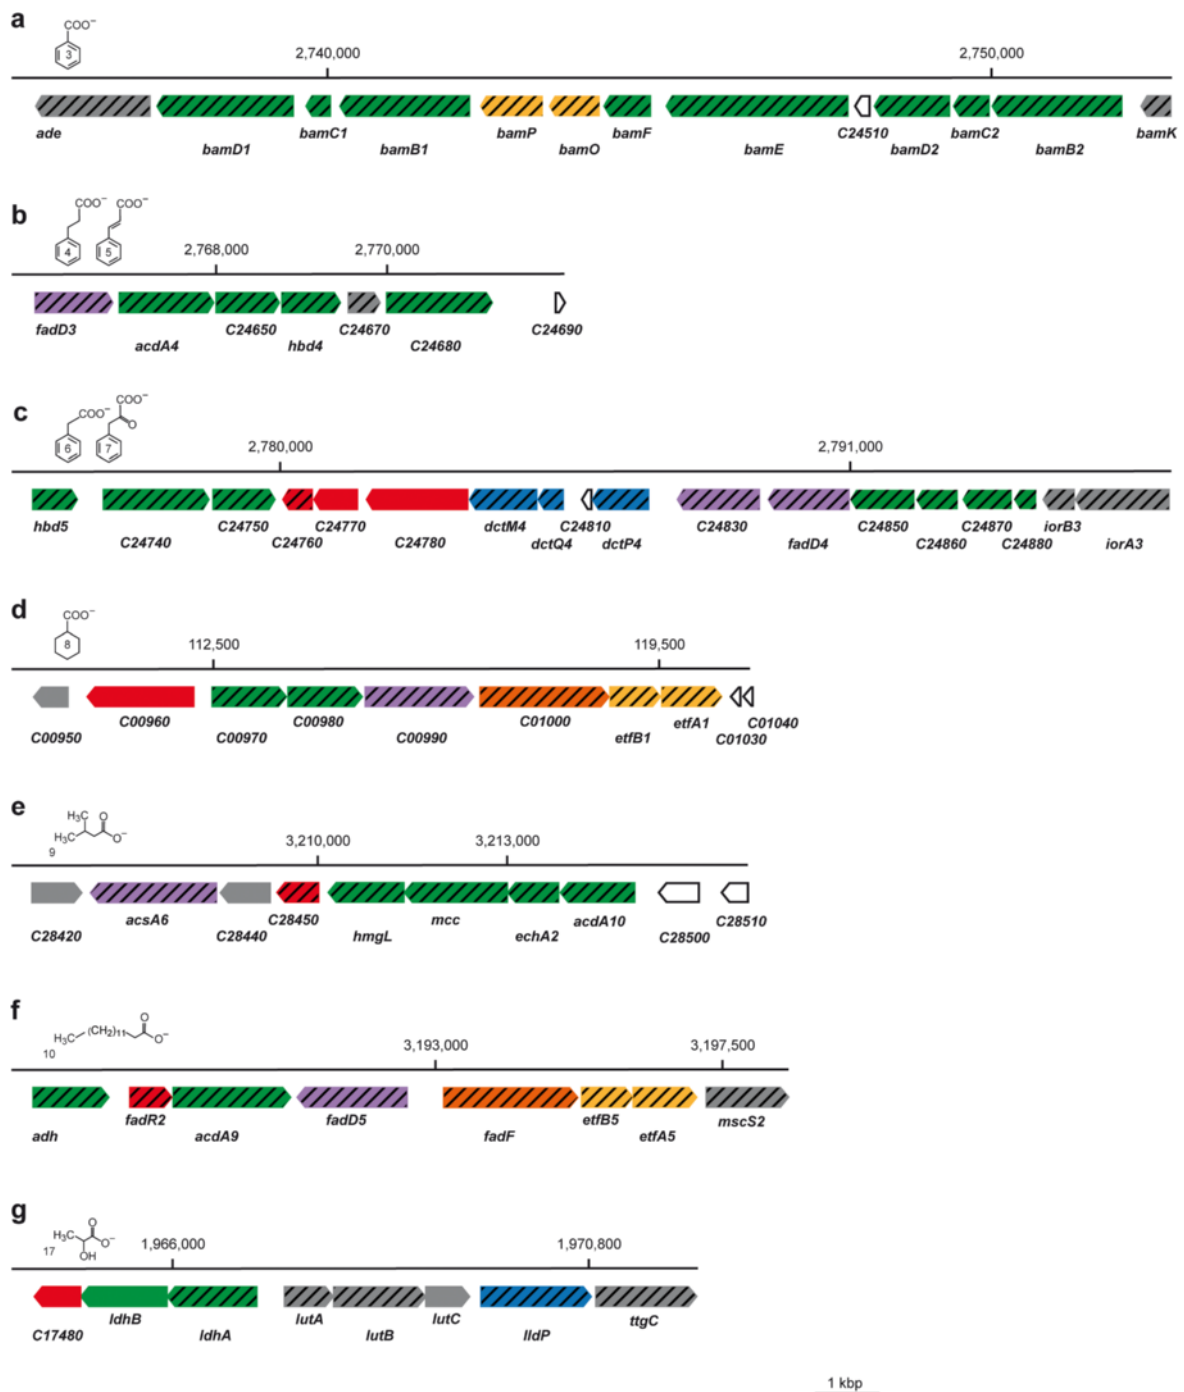 a
COO⁻
3
2,740,000 2,750,000
ade bamC1 bamP bamO bamF C24510 bamC2 bamK
bamD1 bamB1 bamE bamD2 bamB2
b
COO⁻ COO⁻
4 5
2,768,000 2,770,000
fadD3 C24650 C24670 C24690
acdA4 hbd4 C24680
c
COO⁻ COO⁻
O
6 7
2,780,000 2,791,000
hbd5 C24750 C24770 dctM4 C24810 C24830 C24850 C24870 iorB3
C24740 C24760 C24780 dctQ4 dctP4 fadD4 C24860 C24880 iorA3
d
COO⁻
8
112,500 119,500
C00960 C00980 C01000 etfA1 C01040
C00950 C00970 C00990 etfB1 C01030
e
H₃C O
H₃C O⁻
9
3,210,000 3,213,000
acsA6 C28450 mcc acdA10 C28510
C28420 C28440 hmgL echA2 C28500
f
O
H₃C (CH₂)₁₁ O⁻
10
3,193,000 3,197,500
fadR2 fadD5 etfB5 mscS2
adh acdA9 fadF etfA5
g
O
H₃C O⁻
17 OH
1,966,000 1,970,800
ldhB lutA lutC ttgC
C17480 ldhA lutB lldP
1 kbp